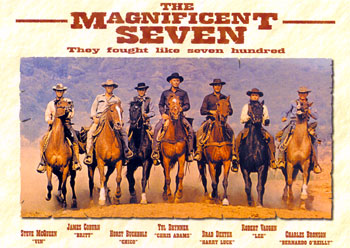 THE
MAGNIFICENT
SEVEN
They fought like seven hundred
STEVE MCQUEEN "VIN"
JAMES COBURN "BRITT"
HORST BUCHHOLZ "CHICO"
YUL BRYNNER "CHRIS ADAMS"
BRAD DEXTER "HARRY LUCK"
ROBERT VAUGHN "LEE"
CHARLES BRONSON "BERNARDO O'REILLY"